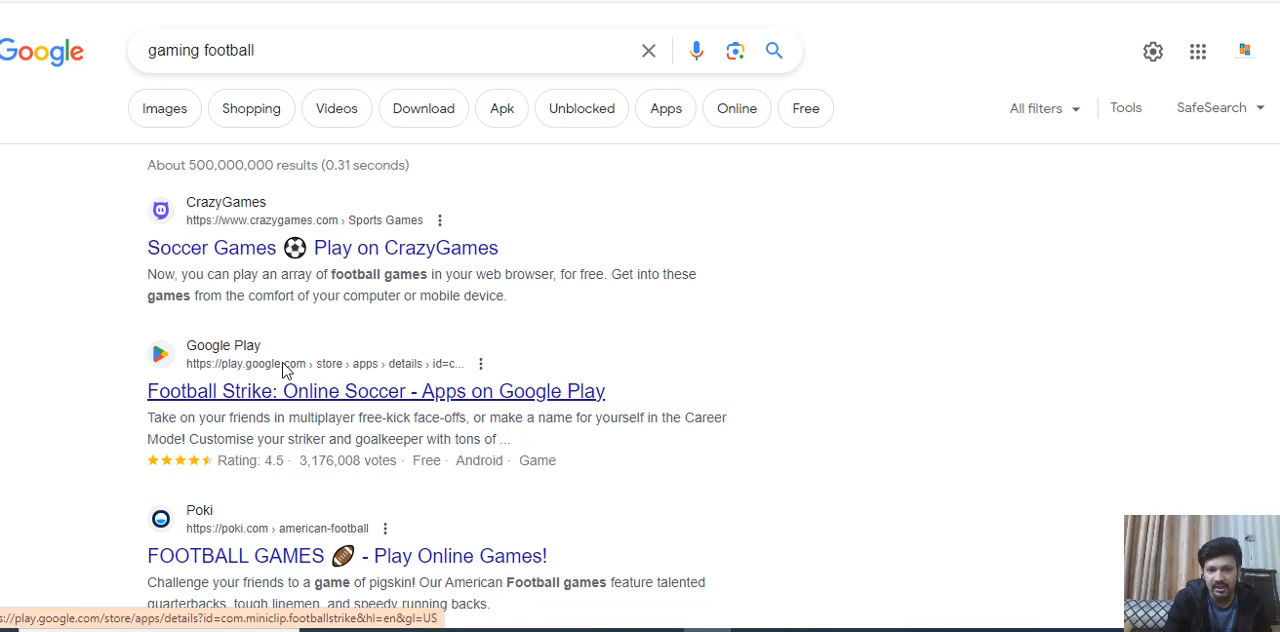 Google
gaming football
Images Shopping Videos Download Apk Unblocked Apps Online Free All filters Tools SafeSearch
About 500,000,000 results (0.31 seconds)
CrazyGames
https://www.crazygames.com › Sports Games
Soccer Games ⚽ Play on CrazyGames
Now, you can play an array of football games in your web browser, for free. Get into these
games from the comfort of your computer or mobile device.
Google Play
https://play.google.com › store › apps › details › id=c...
Football Strike: Online Soccer - Apps on Google Play
Take on your friends in multiplayer free-kick face-offs, or make a name for yourself in the Career
Mode! Customise your striker and goalkeeper with tons of ...
Rating: 4.5 · 3,176,008 votes · Free · Android · Game
Poki
https://poki.com › american-football
FOOTBALL GAMES 🏈 - Play Online Games!
Challenge your friends to a game of pigskin! Our American Football games feature talented
quarterbacks, tough linemen, and speedy running backs.
s://play.google.com/store/apps/details?id=com.miniclip.footballstrike&hl=en&gl=US